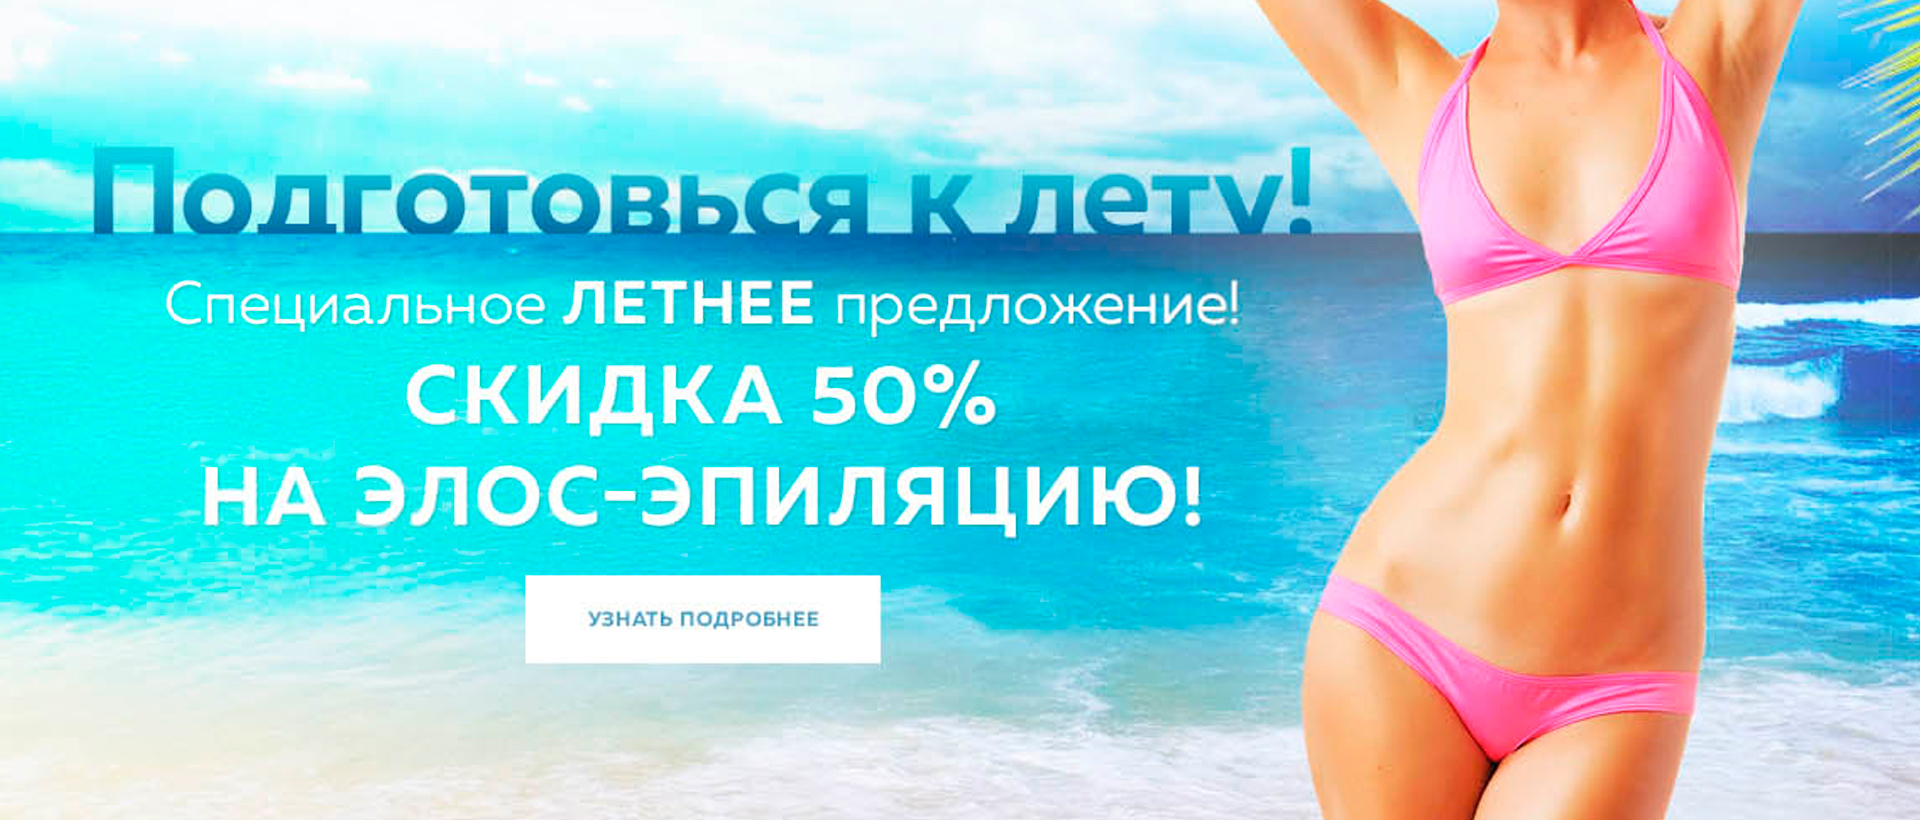 Подготовься к лету!
Специальное ЛЕТНЕЕ предложение!
СКИДКА 50%
НА ЭЛОС-ЭПИЛЯЦИЮ!
УЗНАТЬ ПОДРОБНЕЕ